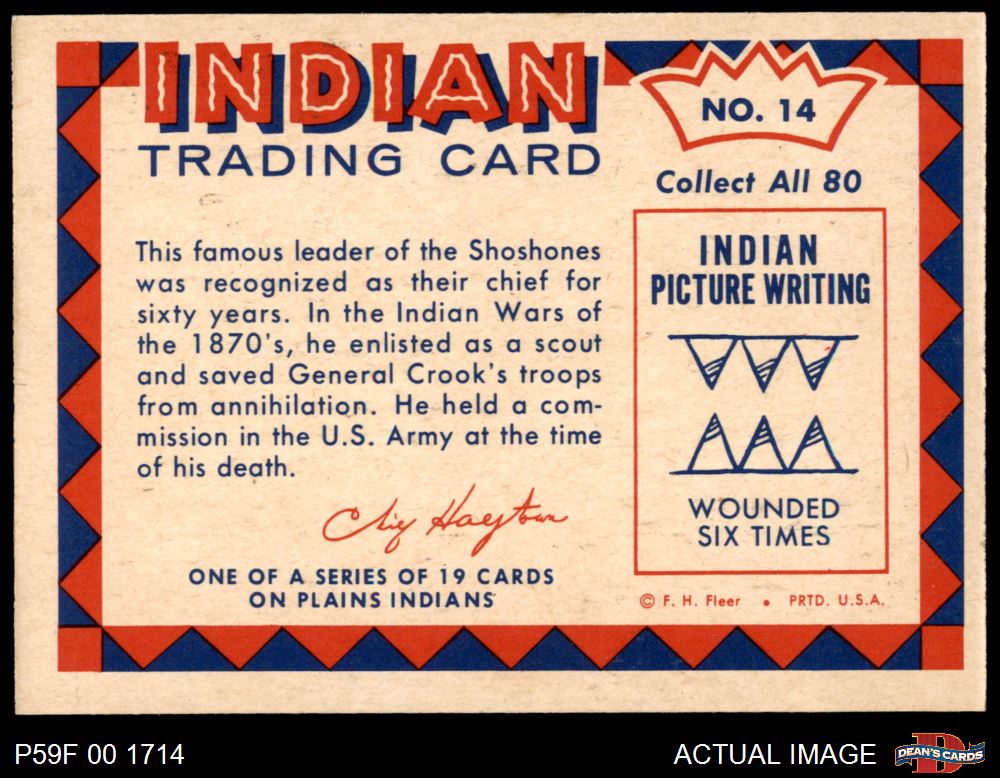 INDIAN
TRADING CARD
NO. 14
Collect All 80
This famous leader of the Shoshones
was recognized as their chief for
sixty years. In the Indian Wars of
the 1870's, he enlisted as a scout
and saved General Crook's troops
from annihilation. He held a com-
mission in the U.S. Army at the time
of his death.
Chief
ONE OF A SERIES OF 19 CARDS
ON PLAINS INDIANS
INDIAN
PICTURE WRITING
WOUNDED
SIX TIMES
© F. H. Fleer • PRTD. U.S.A.
P59F 00 1714
ACTUAL IMAGE
DEAN'S CARDS